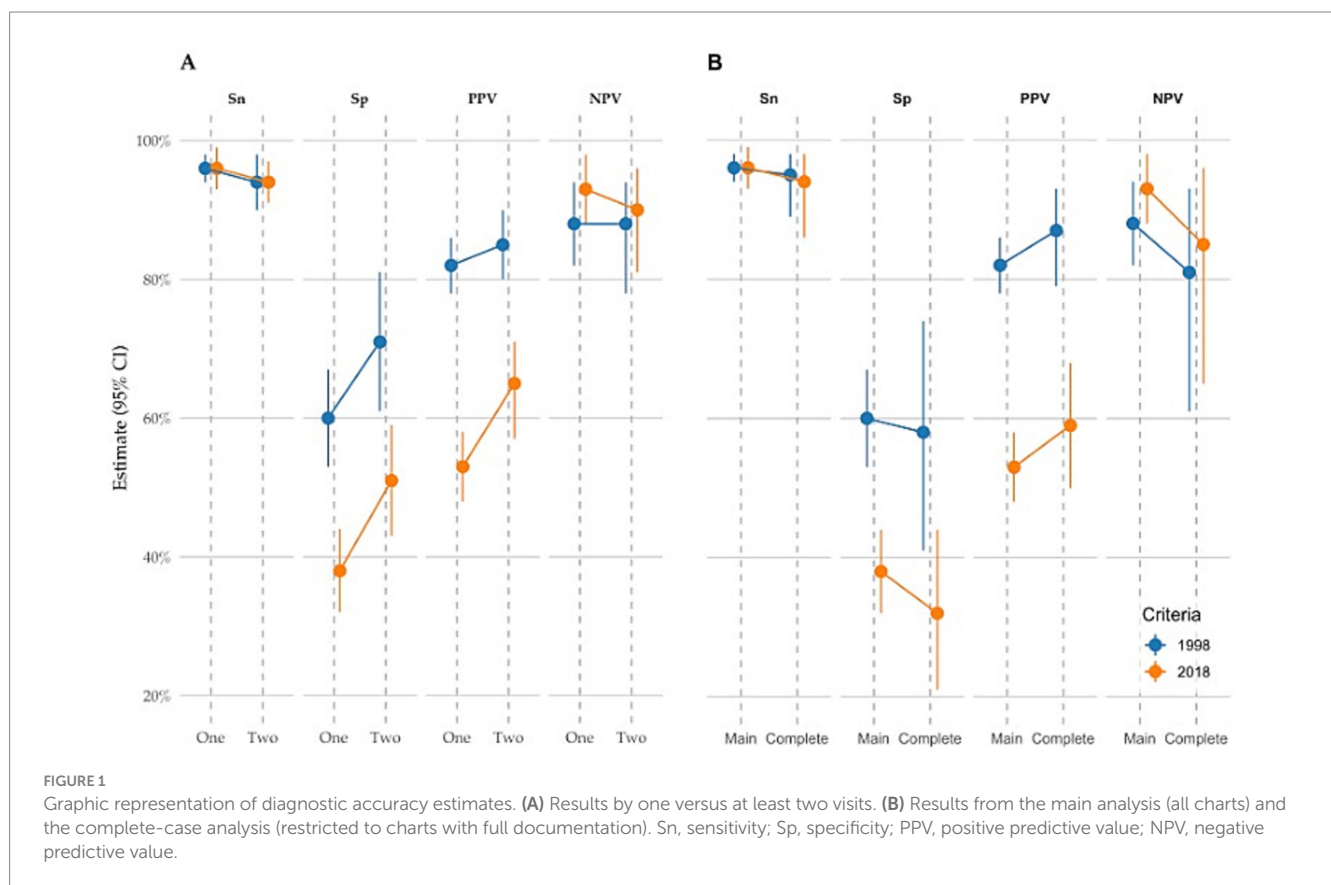 A
B
Sn Sp PPV NPV
Sn Sp PPV NPV
Estimate (95% CI)
100%
80%
60%
40%
20%
One Two One Two One Two One Two
Main Complete Main Complete Main Complete Main Complete
Criteria
1998
2018
FIGURE 1
Graphic representation of diagnostic accuracy estimates. (A) Results by one versus at least two visits. (B) Results from the main analysis (all charts) and
the complete-case analysis (restricted to charts with full documentation). Sn, sensitivity; Sp, specificity; PPV, positive predictive value; NPV, negative
predictive value.